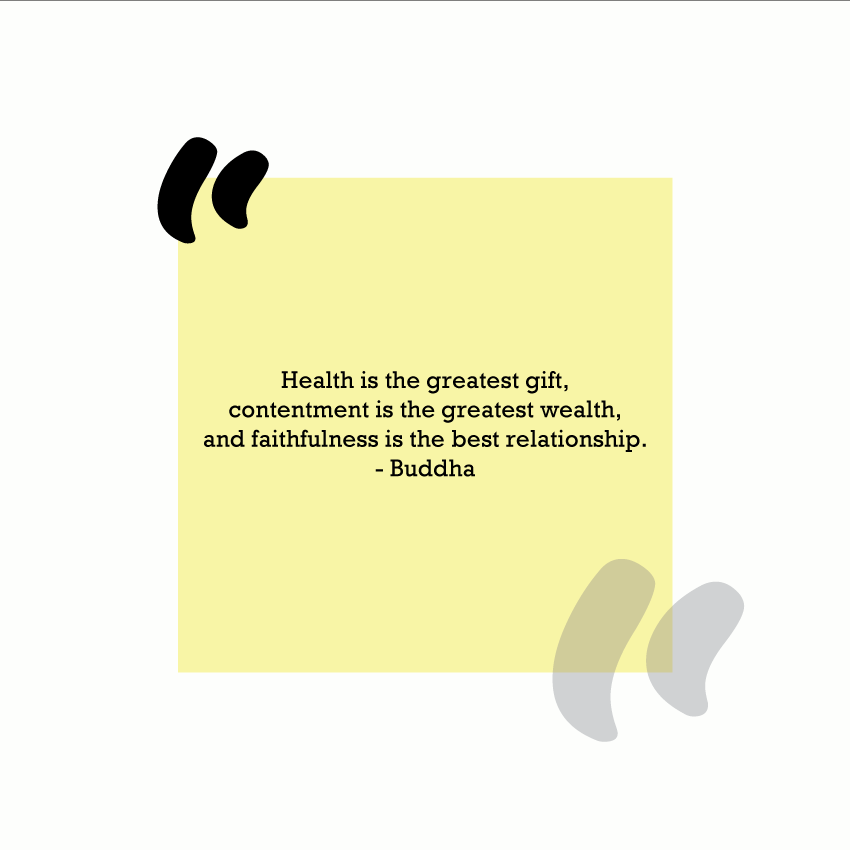 Health is the greatest gift,
contentment is the greatest wealth,
and faithfulness is the best relationship.
- Buddha